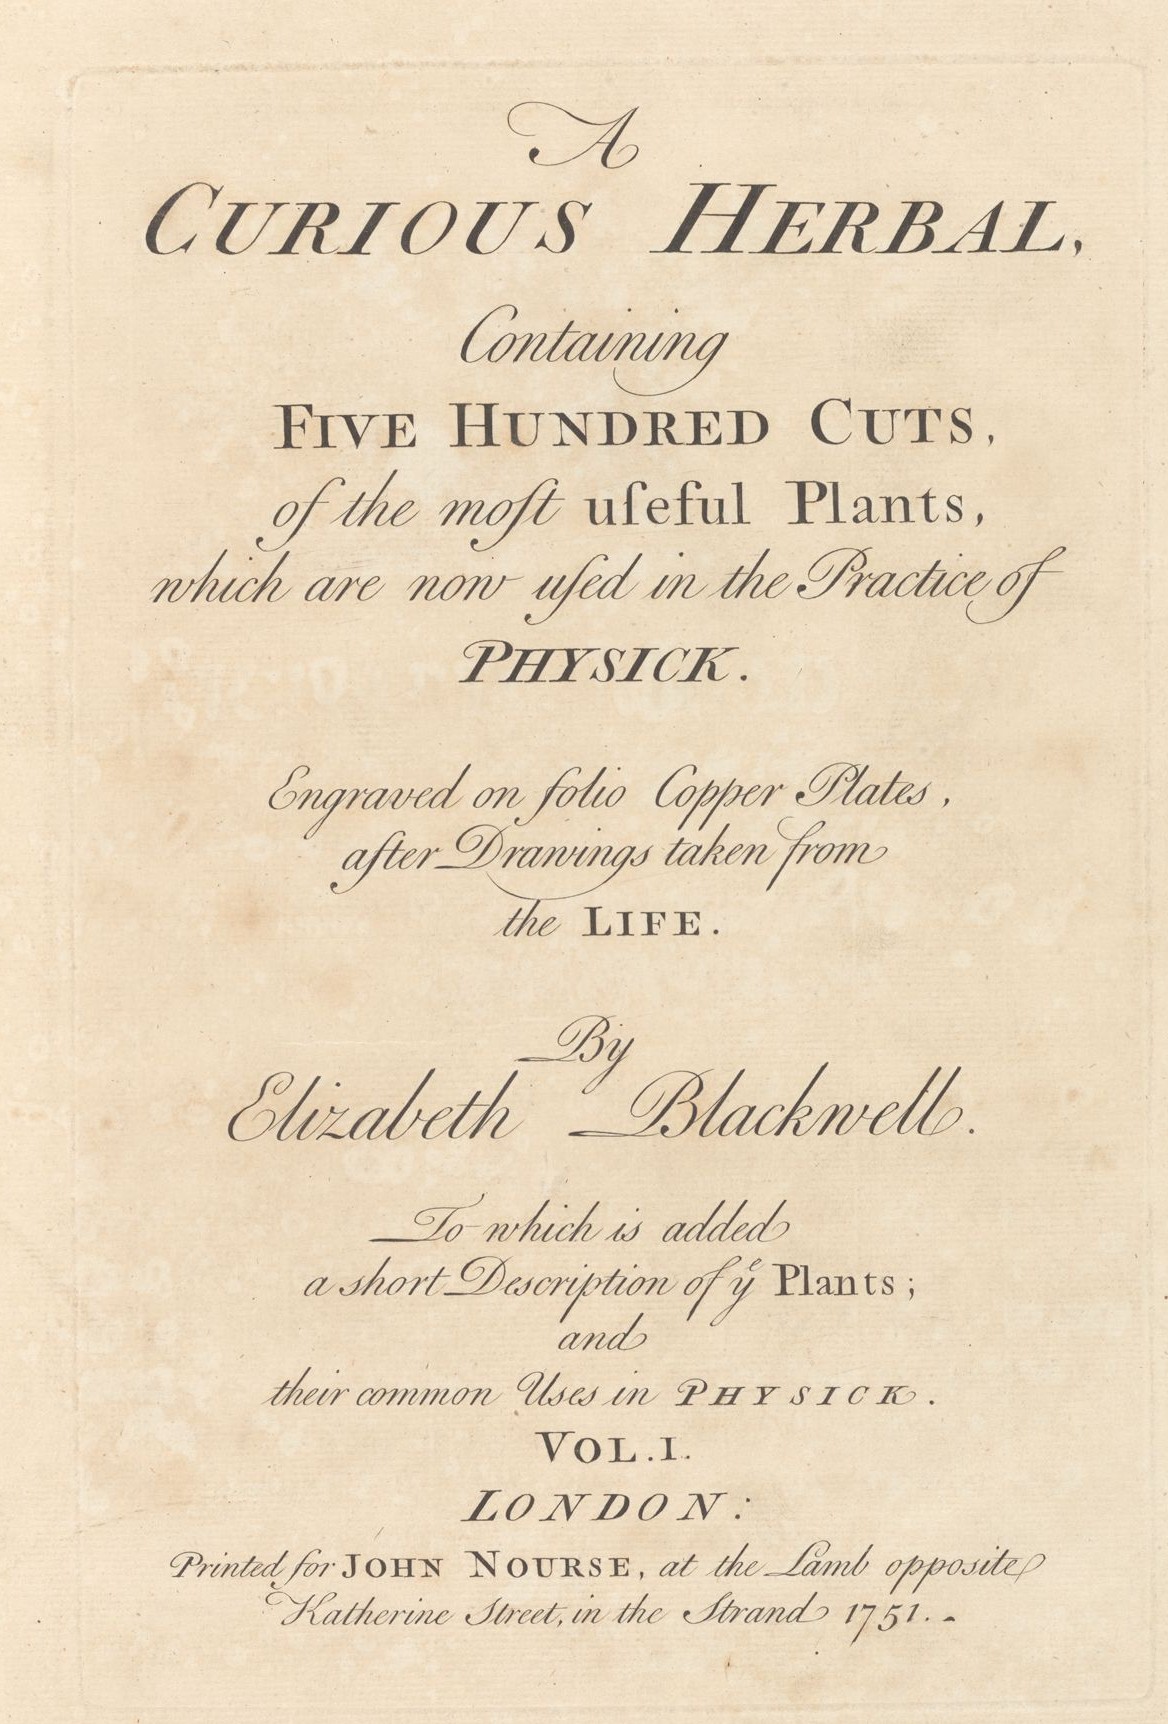 A
CURIOUS HERBAL,
Containing
FIVE HUNDRED CUTS,
of the moſt uſeful Plants,
which are now uſed in the Practice of
PHYSICK.
Engraved on folio Copper Plates,
after Drawings taken from
the LIFE.
By
Elizabeth Blackwell.
To which is added
a short Description of yᵉ Plants;
and
their common Uses in PHYSICK.
VOL.I.
LONDON:
Printed for JOHN NOURSE, at the Lamb opposite
Katherine Street, in the Strand 1751.